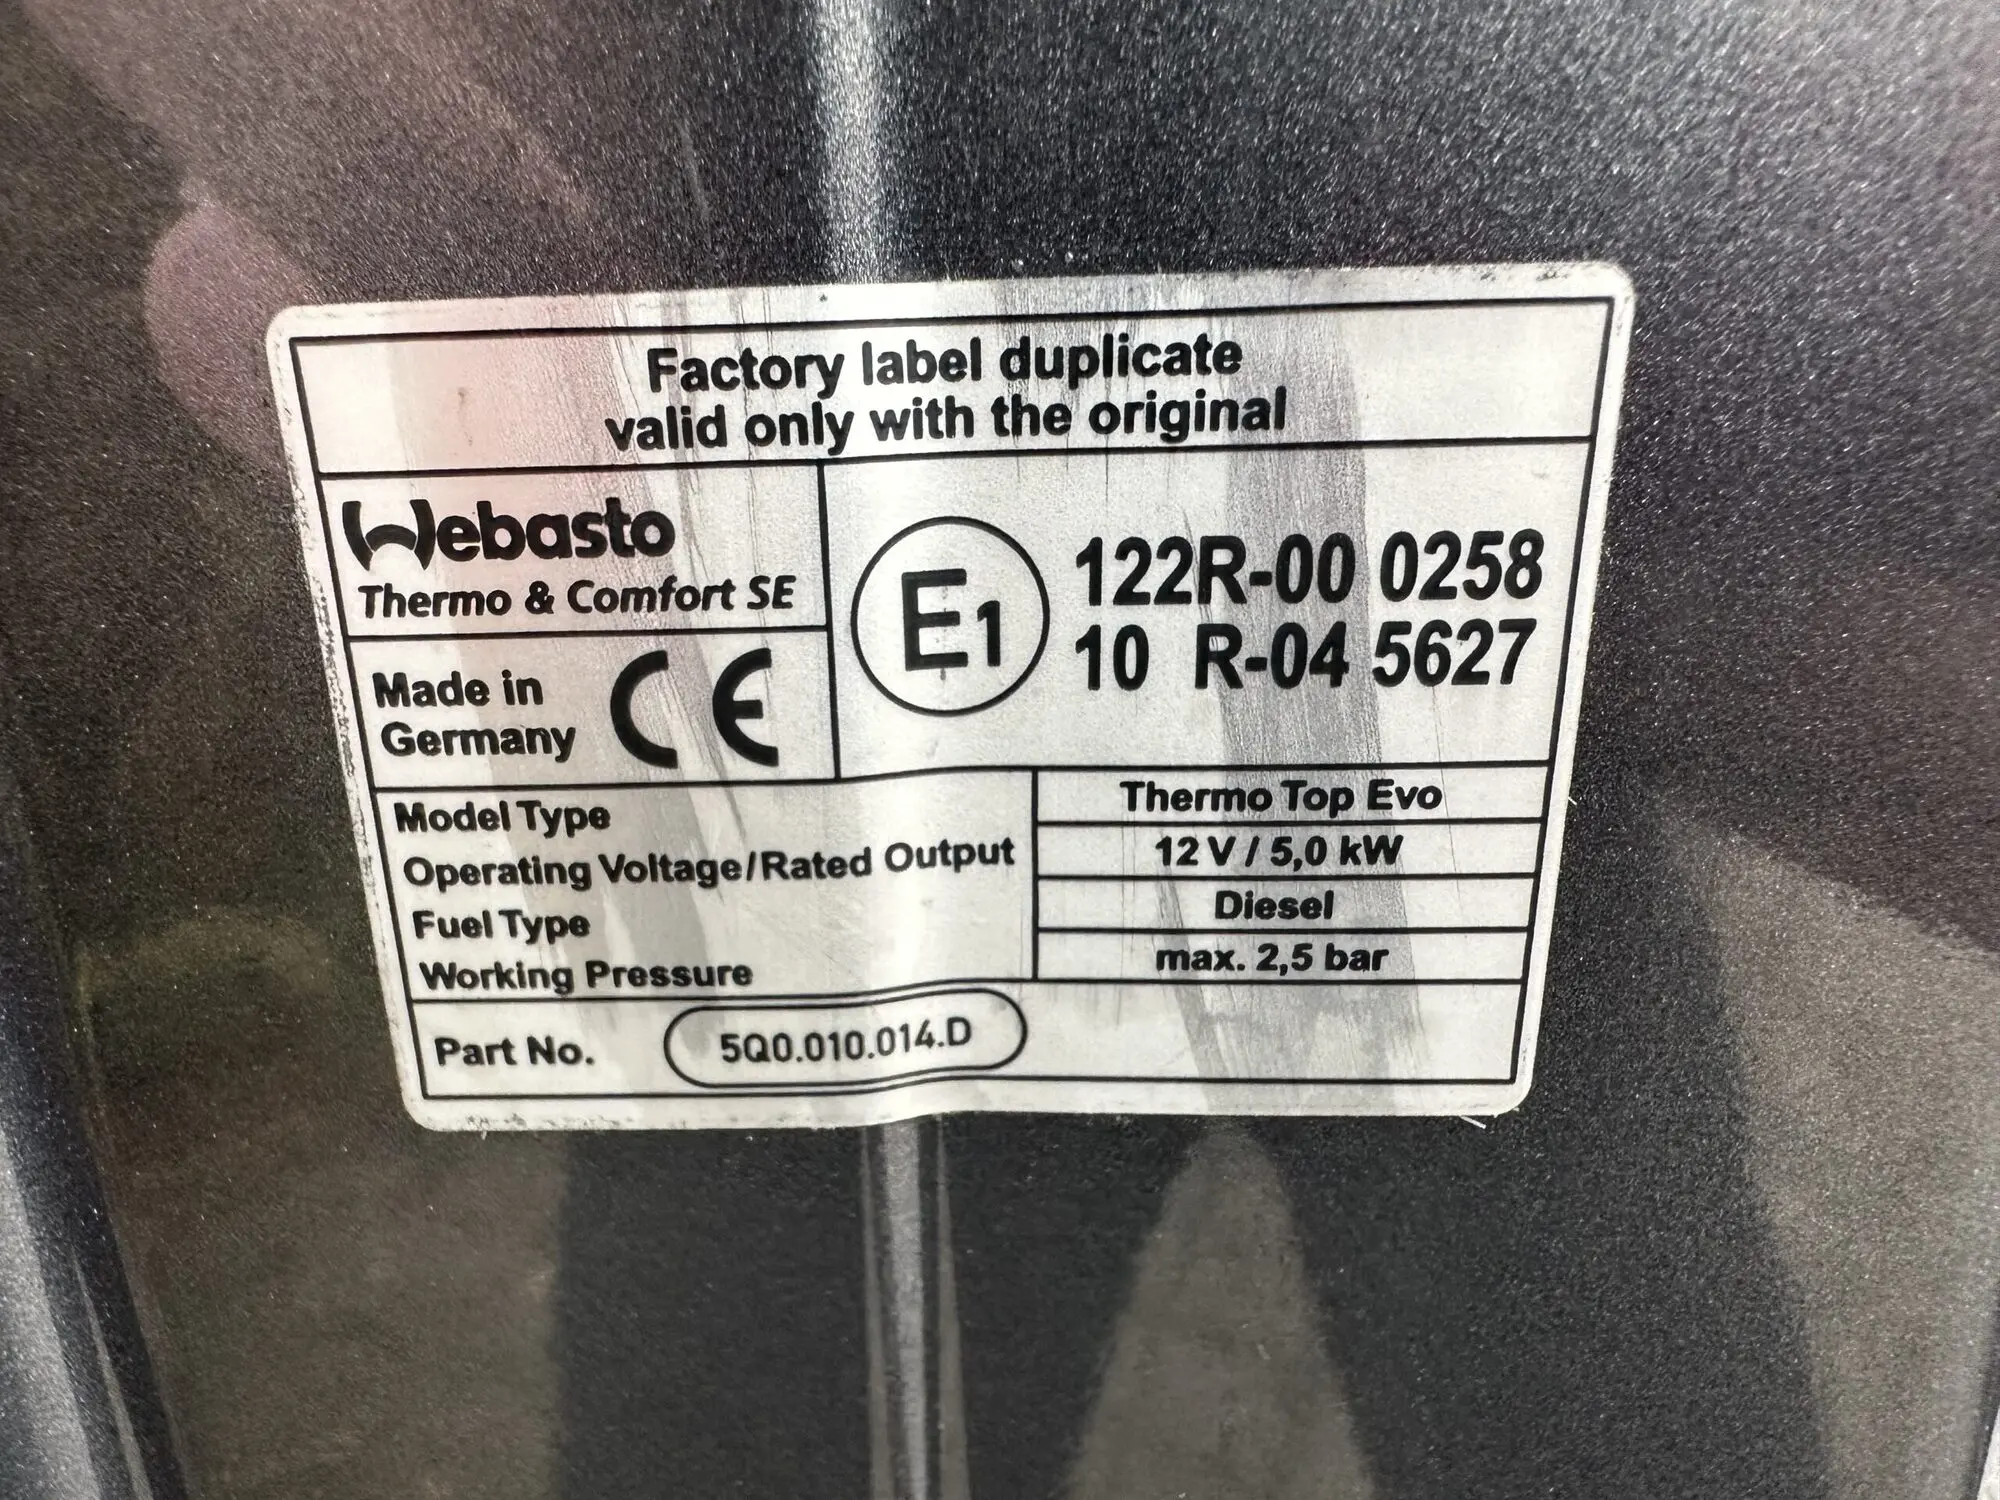 Factory label duplicate
valid only with the original
Webasto
Thermo & Comfort SE
Made in
Germany
CE
E1
122R-00 0258
10 R-04 5627
Model Type
Thermo Top Evo
Operating Voltage/Rated Output
12 V / 5,0 kW
Fuel Type
Diesel
Working Pressure
max. 2,5 bar
Part No. 5Q0.010.014.D